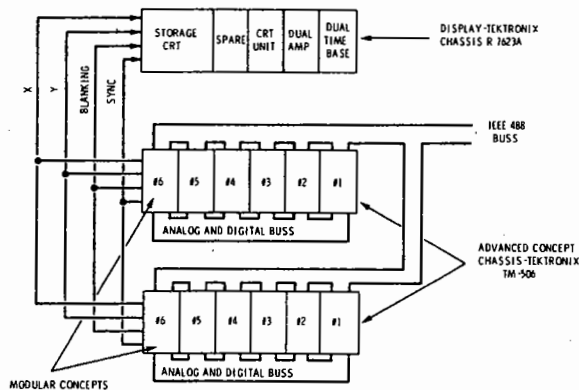 STORAGE CRT
SPARE
CRT UNIT
DUAL AMP
DUAL TIME BASE
DISPLAY-TEKTRONIX
CHASSIS R 7623A
X
Y
BLANKING
SYNC
IEEE 488
BUSS
#6 #5 #4 #3 #2 #1
ANALOG AND DIGITAL BUSS
ADVANCED CONCEPT
CHASSIS-TEKTRONIX
TM-506
#6 #5 #4 #3 #2 #1
ANALOG AND DIGITAL BUSS
MODULAR CONCEPTS